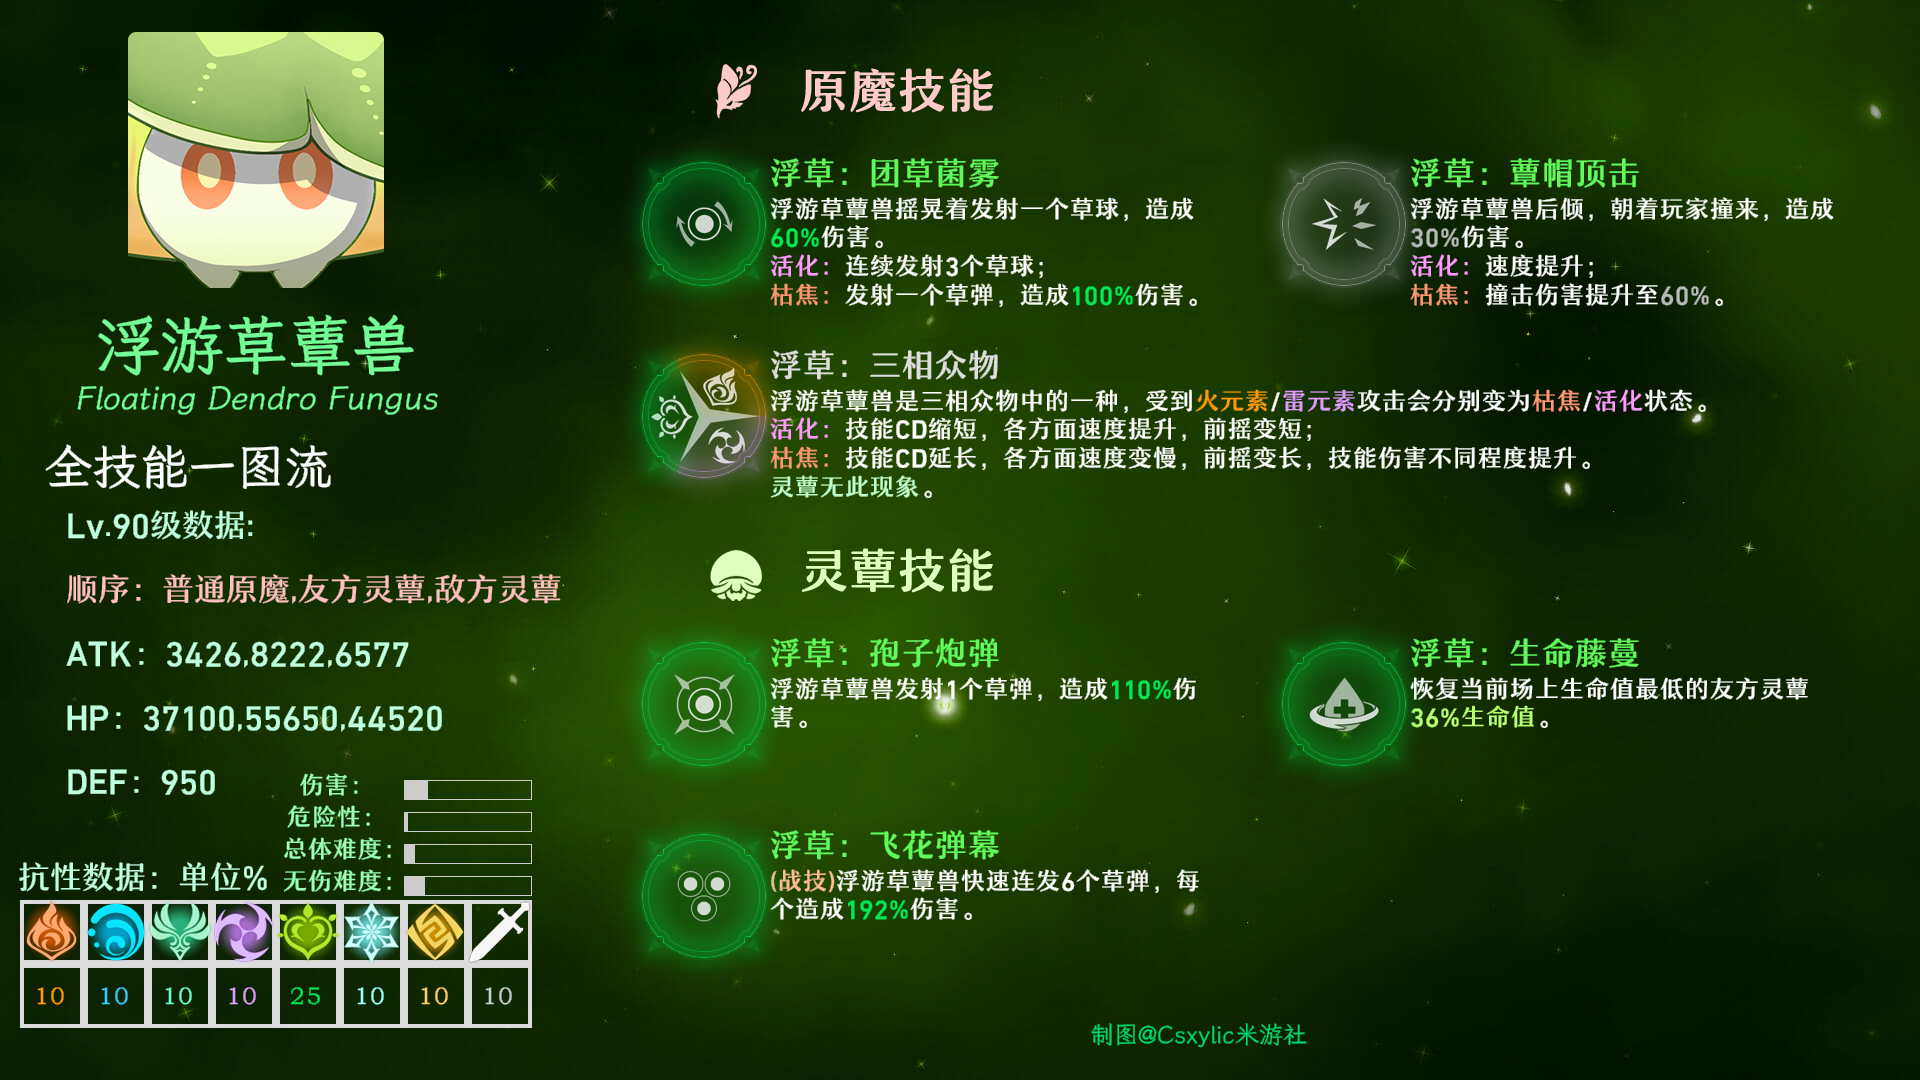 浮游草蕈兽
Floating Dendro Fungus
全技能一图流
Lv.90级数据:
顺序：普通原魔,友方灵蕈,敌方灵蕈
ATK：3426,8222,6577
HP：37100,55650,44520
DEF：950
伤害：
危险性：
总体难度：
无伤难度：
抗性数据：单位%
10 10 10 10 25 10 10 10
原魔技能
浮草：团草菌雾
浮游草蕈兽摇晃着发射一个草球，造成
60%伤害。
活化：连续发射3个草球；
枯焦：发射一个草弹，造成100%伤害。
浮草：蕈帽顶击
浮游草蕈兽后倾，朝着玩家撞来，造成
30%伤害。
活化：速度提升；
枯焦：撞击伤害提升至60%。
浮草：三相众物
浮游草蕈兽是三相众物中的一种，受到火元素/雷元素攻击会分别变为枯焦/活化状态。
活化：技能CD缩短，各方面速度提升，前摇变短；
枯焦：技能CD延长，各方面速度变慢，前摇变长，技能伤害不同程度提升。
灵蕈无此现象。
灵蕈技能
浮草：孢子炮弹
浮游草蕈兽发射1个草弹，造成110%伤
害。
浮草：生命藤蔓
恢复当前场上生命值最低的友方灵蕈
36%生命值。
浮草：飞花弹幕
(战技)浮游草蕈兽快速连发6个草弹，每
个造成192%伤害。
制图@Csxylic米游社